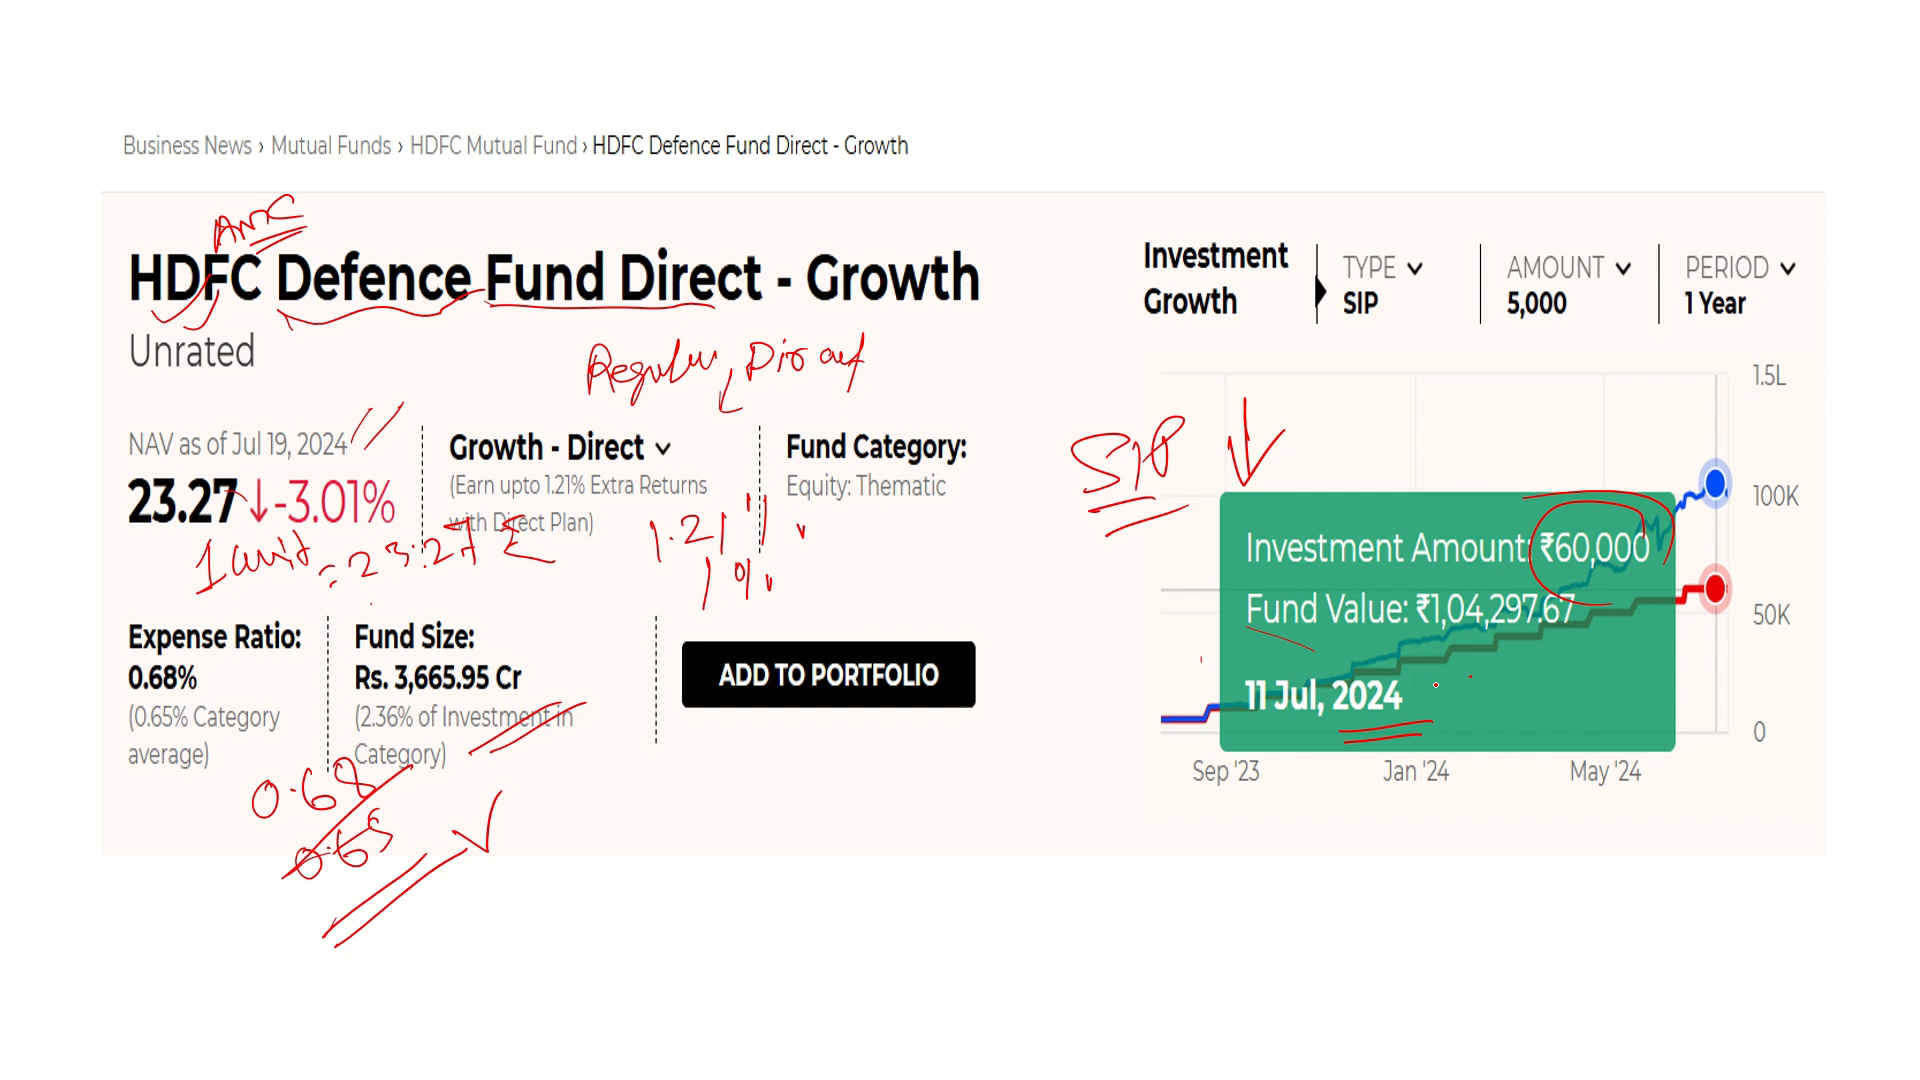 Business News › Mutual Funds › HDFC Mutual Fund › HDFC Defence Fund Direct - Growth
AMC
HDFC Defence Fund Direct - Growth
Unrated
Regular, Direct
NAV as of Jul 19, 2024
23.27 ↓ -3.01%
1 unit = 23.27 ₹
Growth - Direct
(Earn upto 1.21% Extra Returns
with Direct Plan)
1.21%
1%
Fund Category:
Equity: Thematic
Expense Ratio:
0.68%
(0.65% Category
average)
Fund Size:
Rs. 3,665.95 Cr
(2.36% of Investment in
Category)
ADD TO PORTFOLIO
0.68
0.65
Investment
Growth
TYPE
SIP
AMOUNT
5,000
PERIOD
1 Year
SIP
1.5L
100K
50K
0
Investment Amount: ₹60,000
Fund Value: ₹1,04,297.67
11 Jul, 2024
Sep '23 Jan '24 May '24